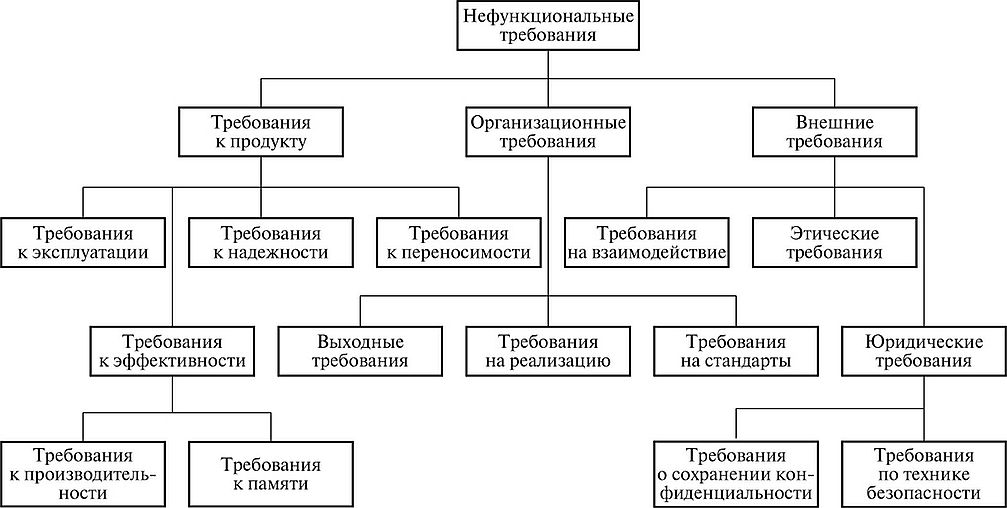 Нефункциональные
требования
Требования
к продукту
Организационные
требования
Внешние
требования
Требования
к эксплуатации
Требования
к надежности
Требования
к переносимости
Требования
на взаимодействие
Этические
требования
Требования
к эффективности
Выходные
требования
Требования
на реализацию
Требования
на стандарты
Юридические
требования
Требования
к производитель-
ности
Требования
к памяти
Требования
о сохранении кон-
фиденциальности
Требования
по технике
безопасности